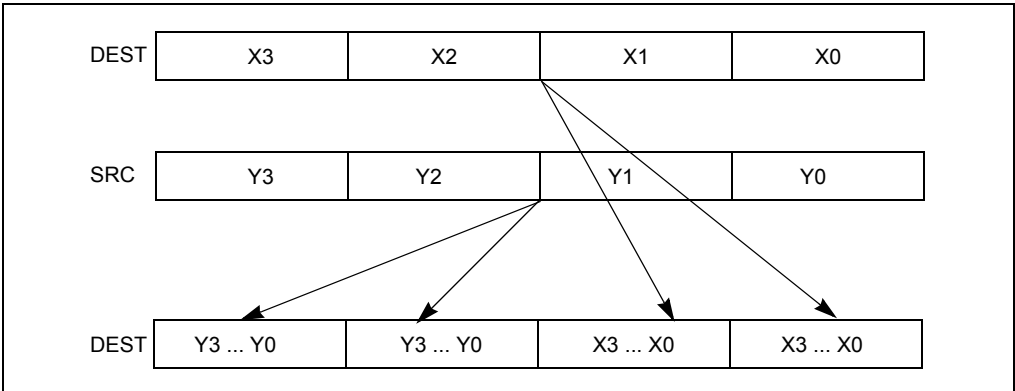 DEST X3 X2 X1 X0
SRC Y3 Y2 Y1 Y0
DEST Y3 ... Y0 Y3 ... Y0 X3 ... X0 X3 ... X0